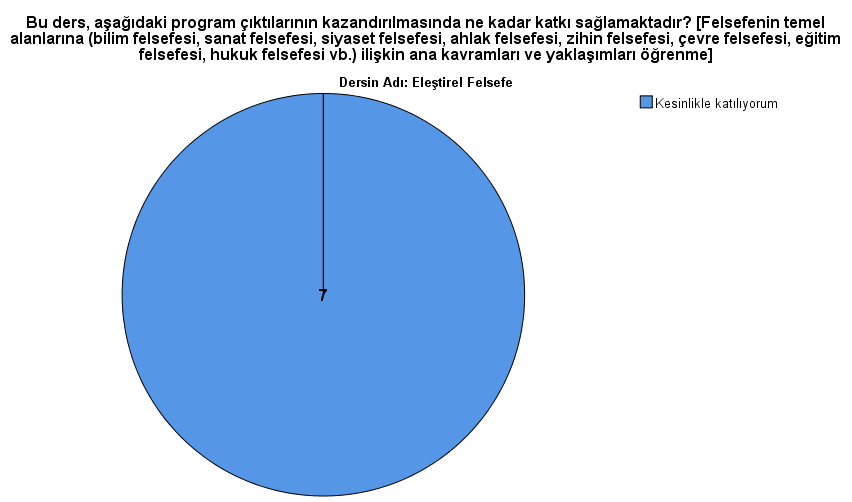 Bu ders, aşağıdaki program çıktılarının kazandırılmasında ne kadar katkı sağlamaktadır? [Felsefenin temel
alanlarına (bilim felsefesi, sanat felsefesi, siyaset felsefesi, ahlak felsefesi, zihin felsefesi, çevre felsefesi, eğitim
felsefesi, hukuk felsefesi vb.) ilişkin ana kavramları ve yaklaşımları öğrenme]
Dersin Adı: Eleştirel Felsefe
Kesinlikle katılıyorum
7